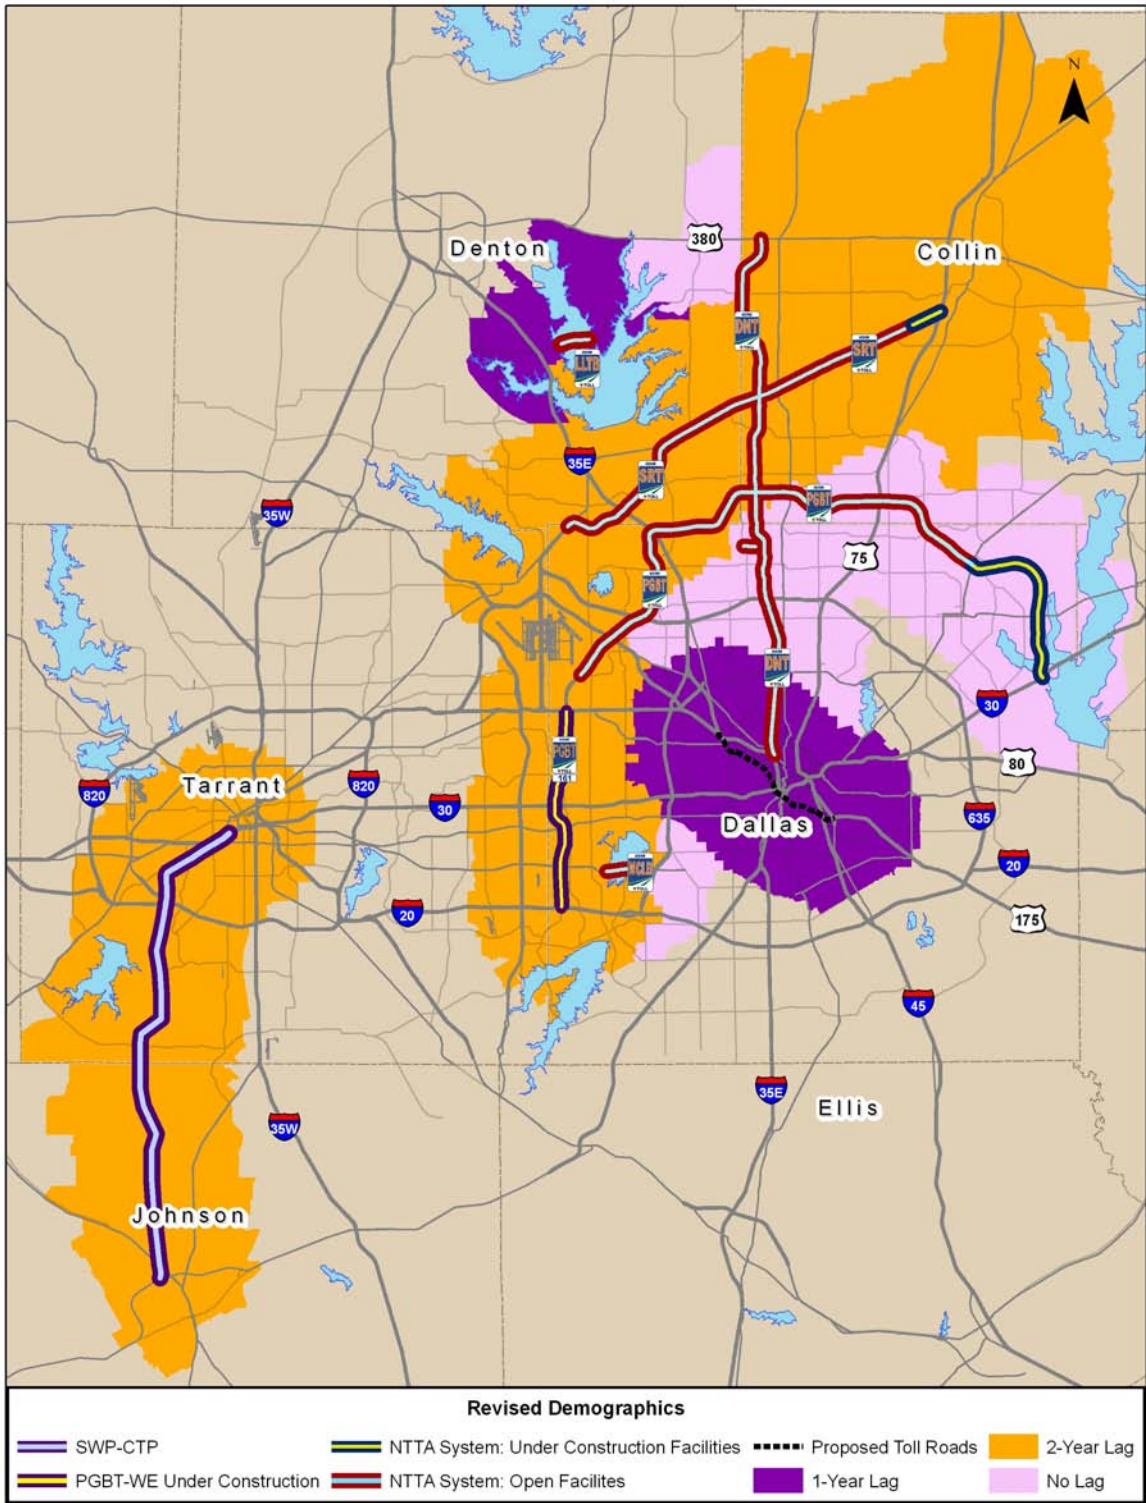 N
380
Denton
Collin
DNT
SRT
LLTB
35E
SRT
PGBT
35W
75
PGBT
DNT
30
PGBT
161
80
Tarrant
820
820
30
Dallas
635
MCLB
20
20
175
45
35E
Ellis
35W
Johnson
Revised Demographics
SWP-CTP
NTTA System: Under Construction Facilities
Proposed Toll Roads
2-Year Lag
PGBT-WE Under Construction
NTTA System: Open Facilites
1-Year Lag
No Lag